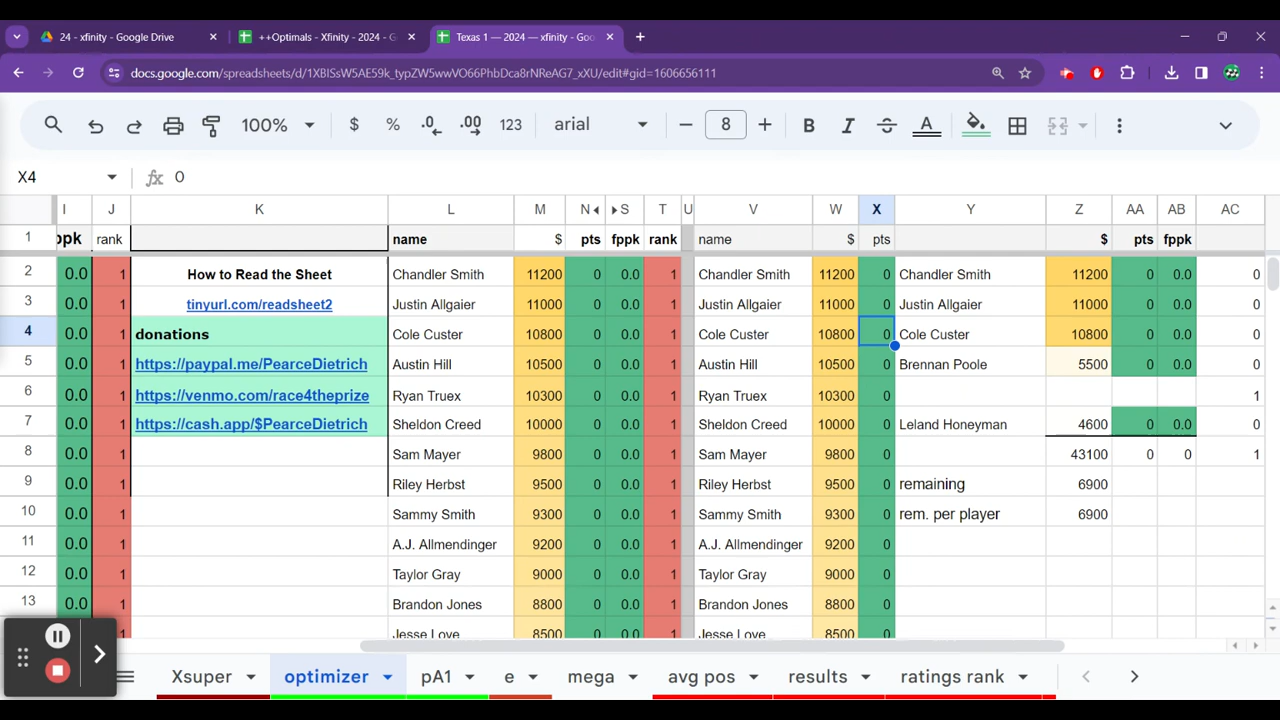 24 - xfinity - Google Drive
++Optimals - Xfinity - 2024 - G
Texas 1 — 2024 — xfinity - Goo
docs.google.com/spreadsheets/d/1XBISsW5AE59k_typZW5wwVO66PhbDca8rNReAG7_xXU/edit#gid=1606656111
100% $ % .0 .00 123 arial 8 B I S A
X4 fx 0
I J K L M N S T U V W X Y Z AA AB AC
1 ppk rank name $ pts fppk rank name $ pts $ pts fppk
2 0.0 1 How to Read the Sheet Chandler Smith 11200 0 0.0 1 Chandler Smith 11200 0 Chandler Smith 11200 0 0.0 0
3 0.0 1 tinyurl.com/readsheet2 Justin Allgaier 11000 0 0.0 1 Justin Allgaier 11000 0 Justin Allgaier 11000 0 0.0 0
4 0.0 1 donations Cole Custer 10800 0 0.0 1 Cole Custer 10800 0 Cole Custer 10800 0 0.0 0
5 0.0 1 https://paypal.me/PearceDietrich Austin Hill 10500 0 0.0 1 Austin Hill 10500 0 Brennan Poole 5500 0 0.0 0
6 0.0 1 https://venmo.com/race4theprize Ryan Truex 10300 0 0.0 1 Ryan Truex 10300 0 1
7 0.0 1 https://cash.app/$PearceDietrich Sheldon Creed 10000 0 0.0 1 Sheldon Creed 10000 0 Leland Honeyman 4600 0 0.0 0
8 0.0 1 Sam Mayer 9800 0 0.0 1 Sam Mayer 9800 0 43100 0 0 1
9 0.0 1 Riley Herbst 9500 0 0.0 1 Riley Herbst 9500 0 remaining 6900
10 0.0 1 Sammy Smith 9300 0 0.0 1 Sammy Smith 9300 0 rem. per player 6900
11 0.0 1 A.J. Allmendinger 9200 0 0.0 1 A.J. Allmendinger 9200 0
12 0.0 1 Taylor Gray 9000 0 0.0 1 Taylor Gray 9000 0
13 0.0 1 Brandon Jones 8800 0 0.0 1 Brandon Jones 8800 0
1 Jesse Love 8500 0 0.0 1 Jesse Love 8500 0
Xsuper optimizer pA1 e mega avg pos results ratings rank